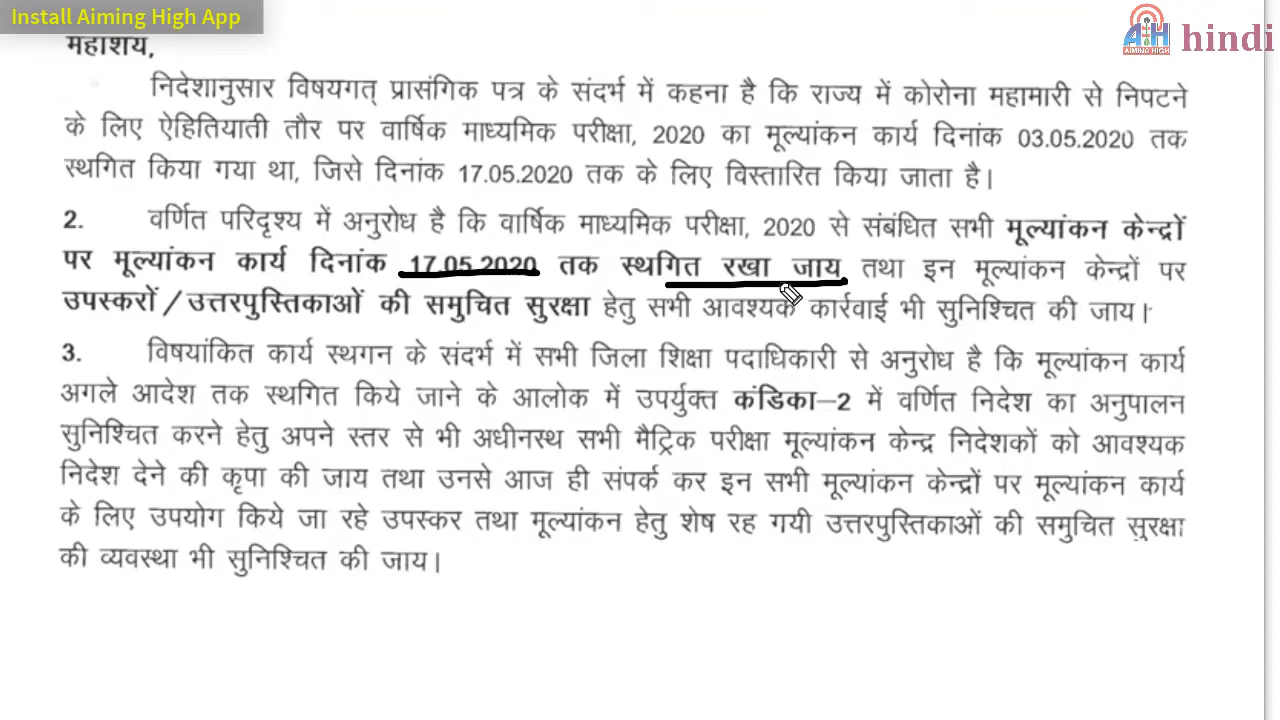 Install Aiming High App
AH hindi
AIMING HIGH
महाशय,
निदेशानुसार विषयगत् प्रासंगिक पत्र के संदर्भ में कहना है कि राज्य में कोरोना महामारी से निपटने
के लिए ऐहितियाती तौर पर वार्षिक माध्यमिक परीक्षा, 2020 का मूल्यांकन कार्य दिनांक 03.05.2020 तक
स्थगित किया गया था, जिसे दिनांक 17.05.2020 तक के लिए विस्तारित किया जाता है।
2. वर्णित परिदृश्य में अनुरोध है कि वार्षिक माध्यमिक परीक्षा, 2020 से संबंधित सभी मूल्यांकन केन्द्रों
पर मूल्यांकन कार्य दिनांक 17.05.2020 तक स्थगित रखा जाय तथा इन मूल्यांकन केन्द्रों पर
उपस्करों/उत्तरपुस्तिकाओं की समुचित सुरक्षा हेतु सभी आवश्यक कार्रवाई भी सुनिश्चित की जाय।
3. विषयांकित कार्य स्थगन के संदर्भ में सभी जिला शिक्षा पदाधिकारी से अनुरोध है कि मूल्यांकन कार्य
अगले आदेश तक स्थगित किये जाने के आलोक में उपर्युक्त कंडिका–2 में वर्णित निदेश का अनुपालन
सुनिश्चित करने हेतु अपने स्तर से भी अधीनस्थ सभी मैट्रिक परीक्षा मूल्यांकन केन्द्र निदेशकों को आवश्यक
निदेश देने की कृपा की जाय तथा उनसे आज ही संपर्क कर इन सभी मूल्यांकन केन्द्रों पर मूल्यांकन कार्य
के लिए उपयोग किये जा रहे उपस्कर तथा मूल्यांकन हेतु शेष रह गयी उत्तरपुस्तिकाओं की समुचित सुरक्षा
की व्यवस्था भी सुनिश्चित की जाय।